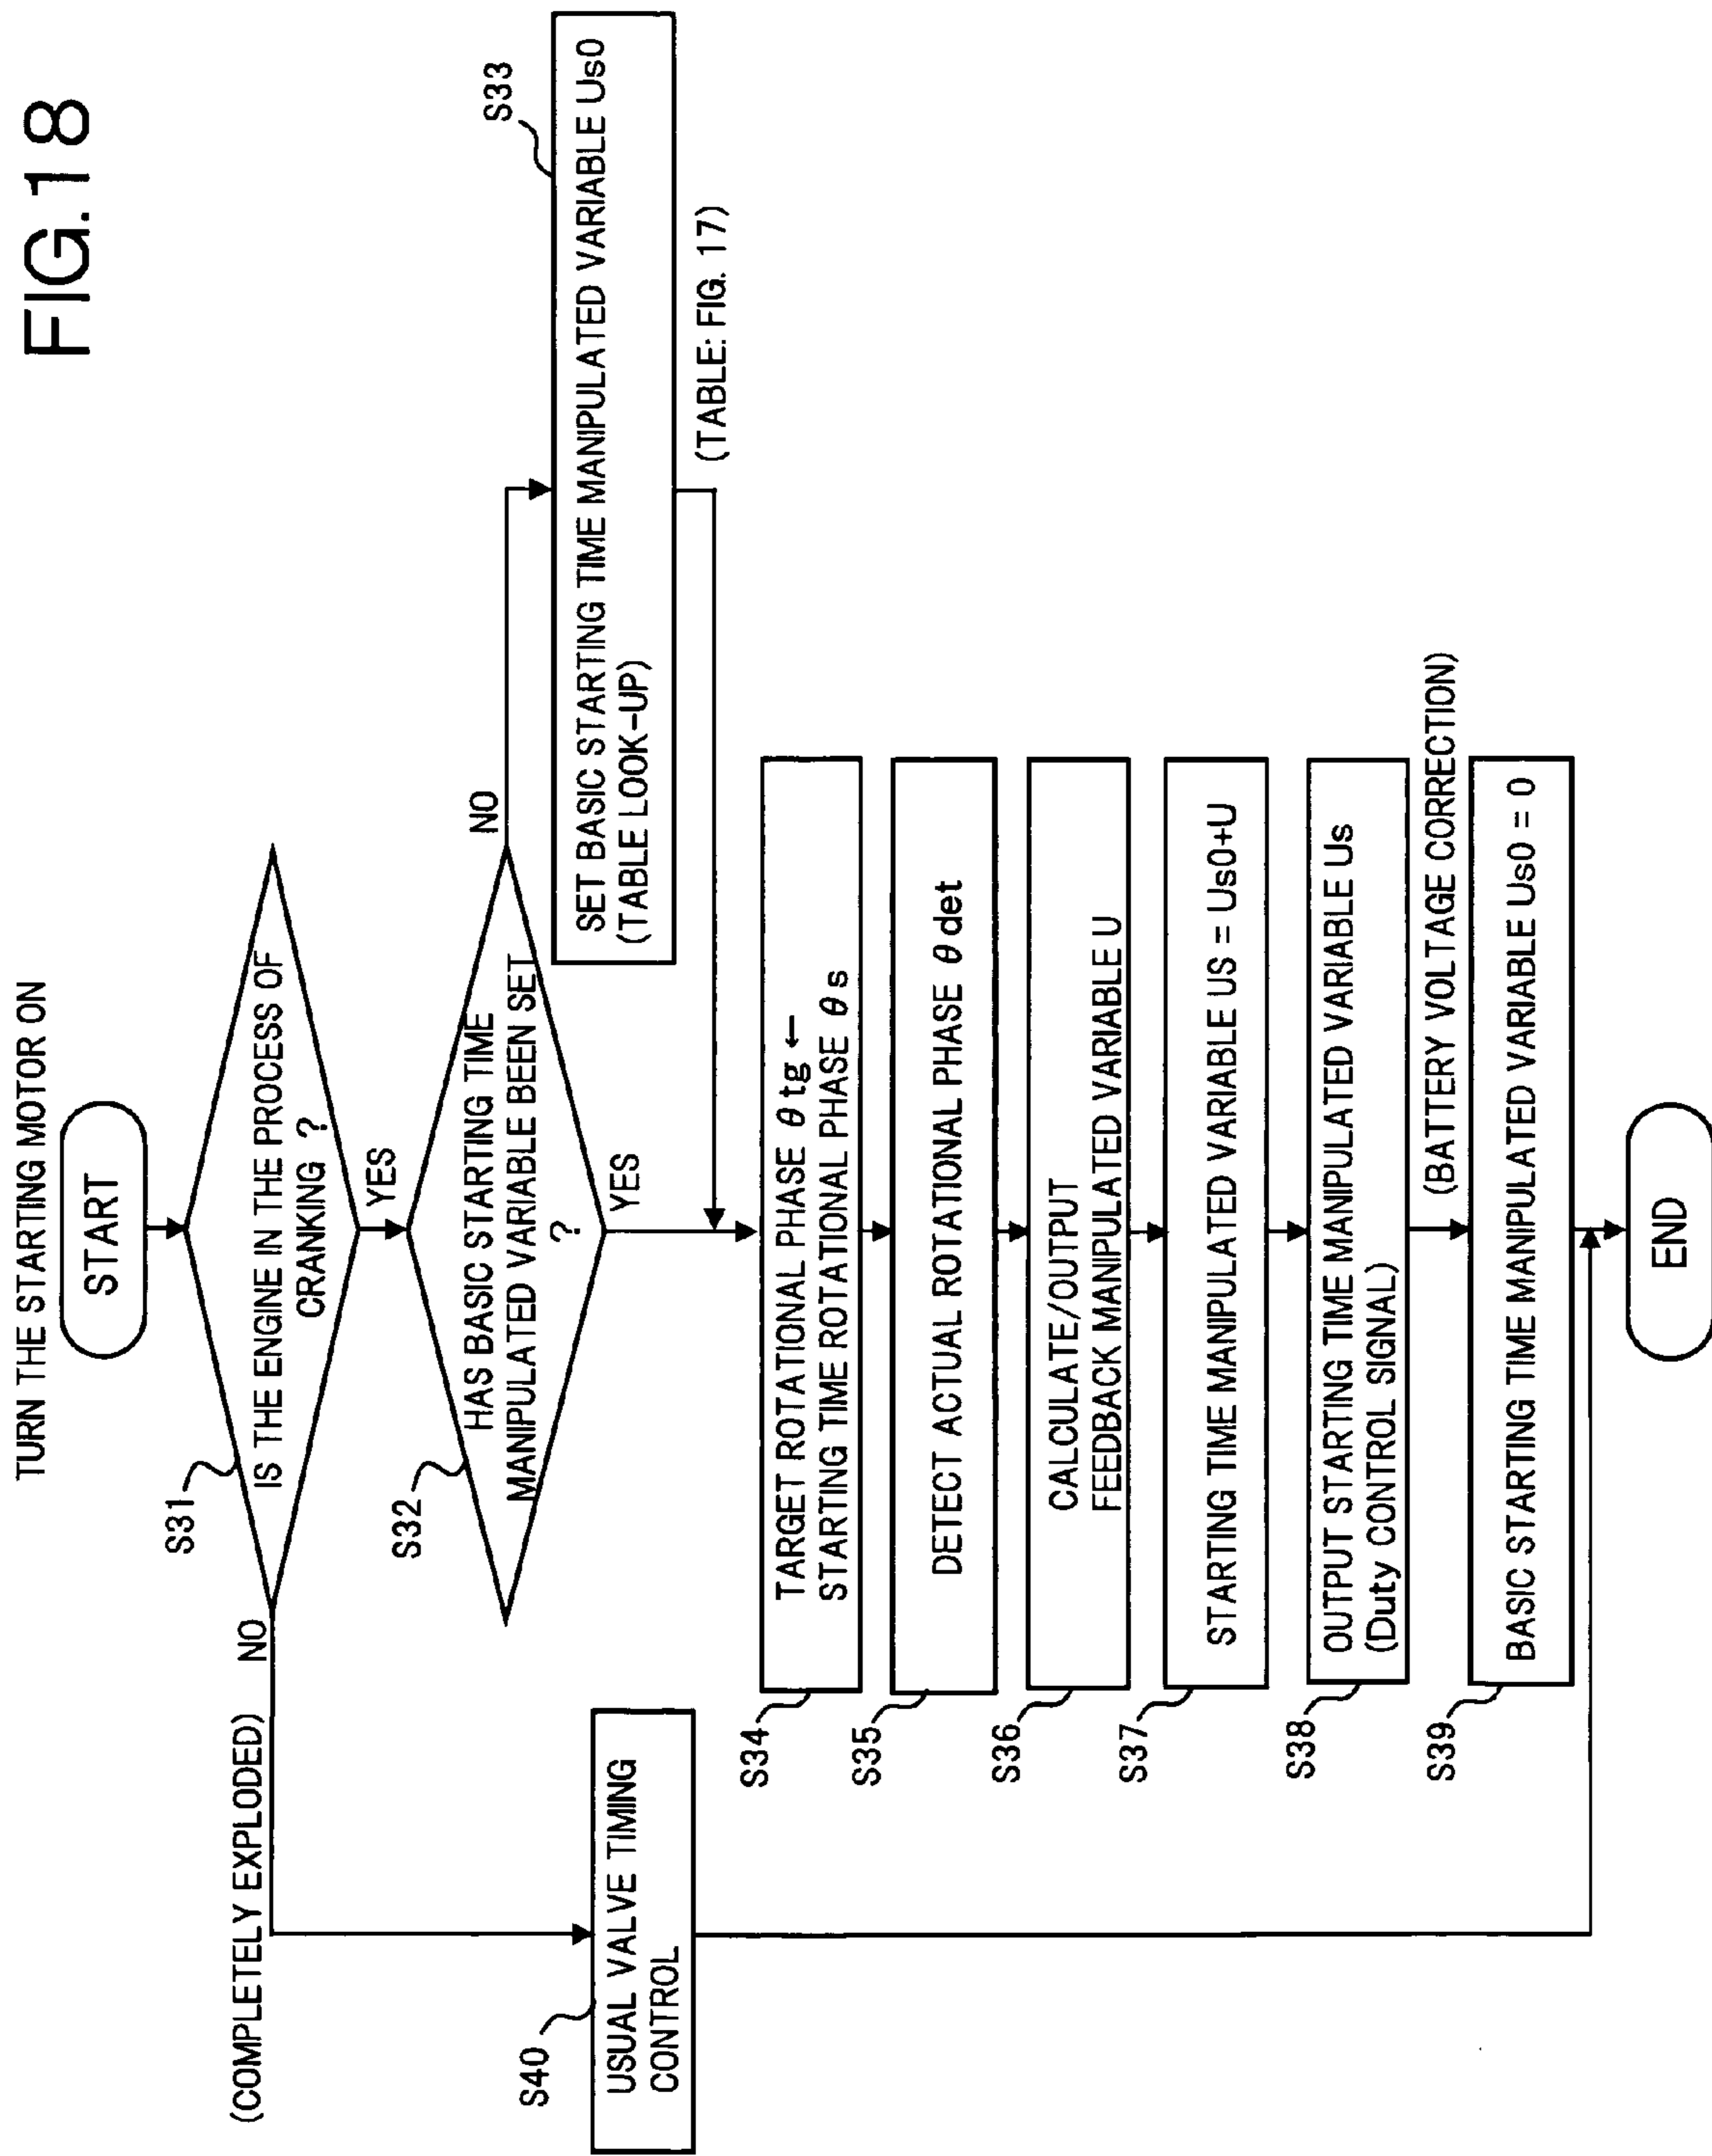 FIG.18
TURN THE STARTING MOTOR ON
START
S31
IS THE ENGINE IN THE PROCESS OF
CRANKING ?
NO
(COMPLETELY EXPLODED)
YES
S32
HAS BASIC STARTING TIME
MANIPULATED VARIABLE BEEN SET
?
NO
YES
S33
SET BASIC STARTING TIME MANIPULATED VARIABLE Us0
(TABLE LOOK-UP)
(TABLE: FIG. 17)
S40
USUAL VALVE TIMING
CONTROL
S34
TARGET ROTATIONAL PHASE θ tg ←
STARTING TIME ROTATIONAL PHASE θ s
S35
DETECT ACTUAL ROTATIONAL PHASE θ det
S36
CALCULATE/OUTPUT
FEEDBACK MANIPULATED VARIABLE U
S37
STARTING TIME MANIPULATED VARIABLE US = Us0+U
S38
OUTPUT STARTING TIME MANIPULATED VARIABLE Us
(Duty CONTROL SIGNAL)
(BATTERY VOLTAGE CORRECTION)
S39
BASIC STARTING TIME MANIPULATED VARIABLE Us0 = 0
END